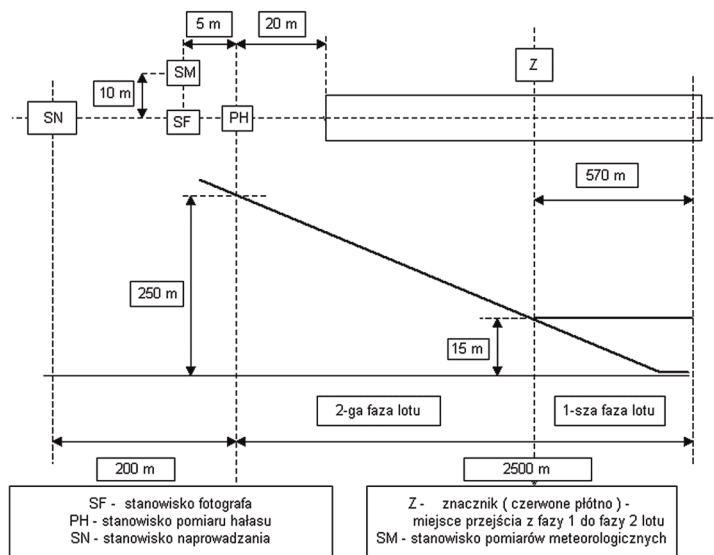 5 m
20 m
Z
SM
10 m
SN
SF
PH
570 m
250 m
15 m
2-ga faza lotu
1-sza faza lotu
200 m
2500 m
SF - stanowisko fotografa
PH - stanowisko pomiaru hałasu
SN - stanowisko naprowadzania
Z - znacznik ( czerwone płótno ) -
miejsce przejścia z fazy 1 do fazy 2 lotu
SM - stanowisko pomiarów meteorologicznych